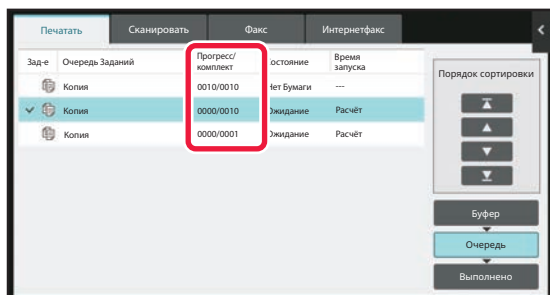 Печатать Сканировать Факс Интернетфакс
Зад-е Очередь Заданий Прогресс/ комплект остояние Время запуска
Копия 0010/0010 Нет Бумаги ---
Копия 0000/0010 Ожидание Расчёт
Копия 0000/0001 Ожидание Расчёт
Порядок сортировки
Буфер
Очередь
Выполнено